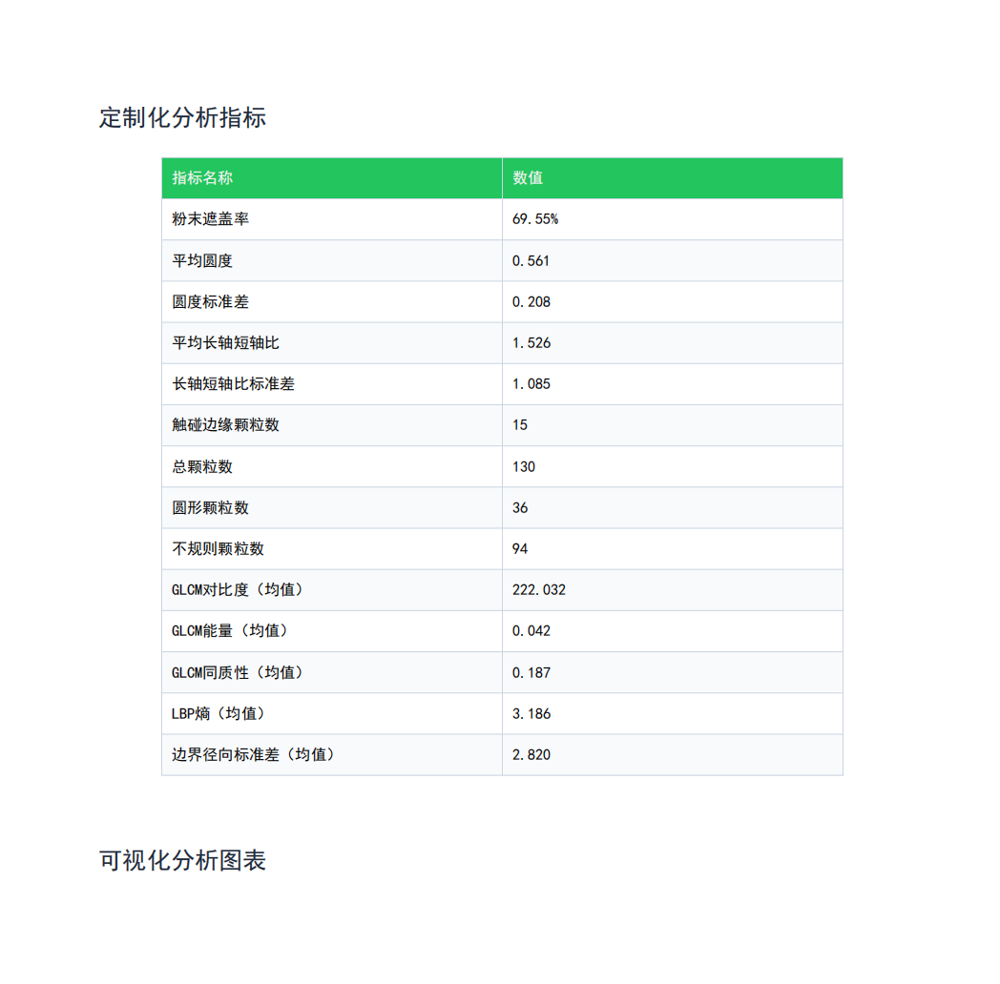 定制化分析指标
指标名称 数值
粉末遮盖率 69.55%
平均圆度 0.561
圆度标准差 0.208
平均长轴短轴比 1.526
长轴短轴比标准差 1.085
触碰边缘颗粒数 15
总颗粒数 130
圆形颗粒数 36
不规则颗粒数 94
GLCM对比度（均值） 222.032
GLCM能量（均值） 0.042
GLCM同质性（均值） 0.187
LBP熵（均值） 3.186
边界径向标准差（均值） 2.820
可视化分析图表